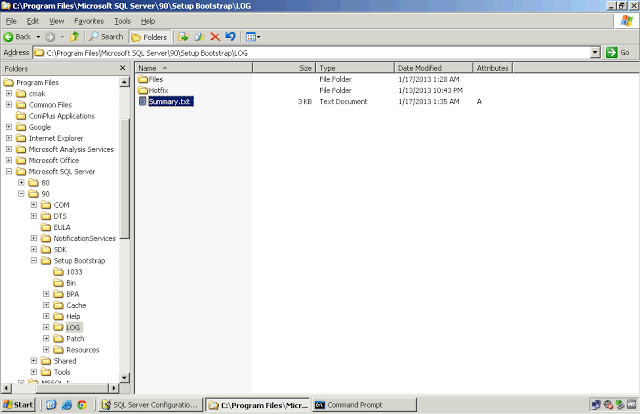 C:\Program Files\Microsoft SQL Server\90\Setup Bootstrap\LOG
File Edit View Favorites Tools Help
Back Search Folders
Address C:\Program Files\Microsoft SQL Server\90\Setup Bootstrap\LOG Go
Folders
Name Size Type Date Modified Attributes
Program Files
cmak
Common Files
ComPlus Applications
Google
Internet Explorer
Microsoft Analysis Services
Microsoft Office
Microsoft SQL Server
80
90
COM
DTS
EULA
NotificationServices
SDK
Setup Bootstrap
1033
Bin
BPA
Cache
Help
LOG
Patch
Resources
Shared
Tools
MSSQL.1
Files File Folder 1/17/2013 1:28 AM
Hotfix File Folder 1/13/2013 10:43 PM
Summary.txt 3 KB Text Document 1/17/2013 1:35 AM A
Start SQL Server Configuratio... C:\Program Files\Micr... Command Prompt